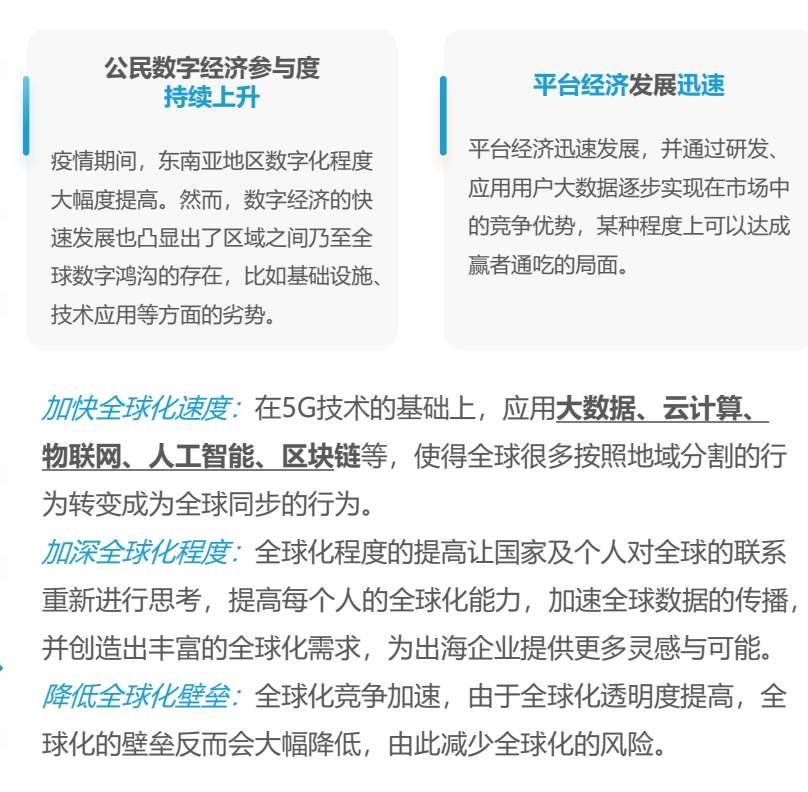 公民数字经济参与度
持续上升
疫情期间，东南亚地区数字化程度
大幅度提高。然而，数字经济的快
速发展也凸显出了区域之间乃至全
球数字鸿沟的存在，比如基础设施、
技术应用等方面的劣势。
平台经济发展迅速
平台经济迅速发展，并通过研发、
应用用户大数据逐步实现在市场中
的竞争优势，某种程度上可以达成
赢者通吃的局面。
加快全球化速度：在5G技术的基础上，应用大数据、云计算、
物联网、人工智能、区块链等，使得全球很多按照地域分割的行
为转变成为全球同步的行为。
加深全球化程度：全球化程度的提高让国家及个人对全球的联系
重新进行思考，提高每个人的全球化能力，加速全球数据的传播，
并创造出丰富的全球化需求，为出海企业提供更多灵感与可能。
降低全球化壁垒：全球化竞争加速，由于全球化透明度提高，全
球化的壁垒反而会大幅降低，由此减少全球化的风险。